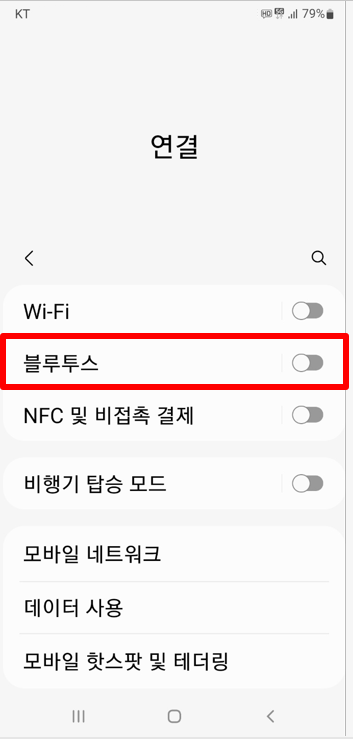 KT HD 5G 79%
연결
Wi-Fi
블루투스
NFC 및 비접촉 결제
비행기 탑승 모드
모바일 네트워크
데이터 사용
모바일 핫스팟 및 테더링